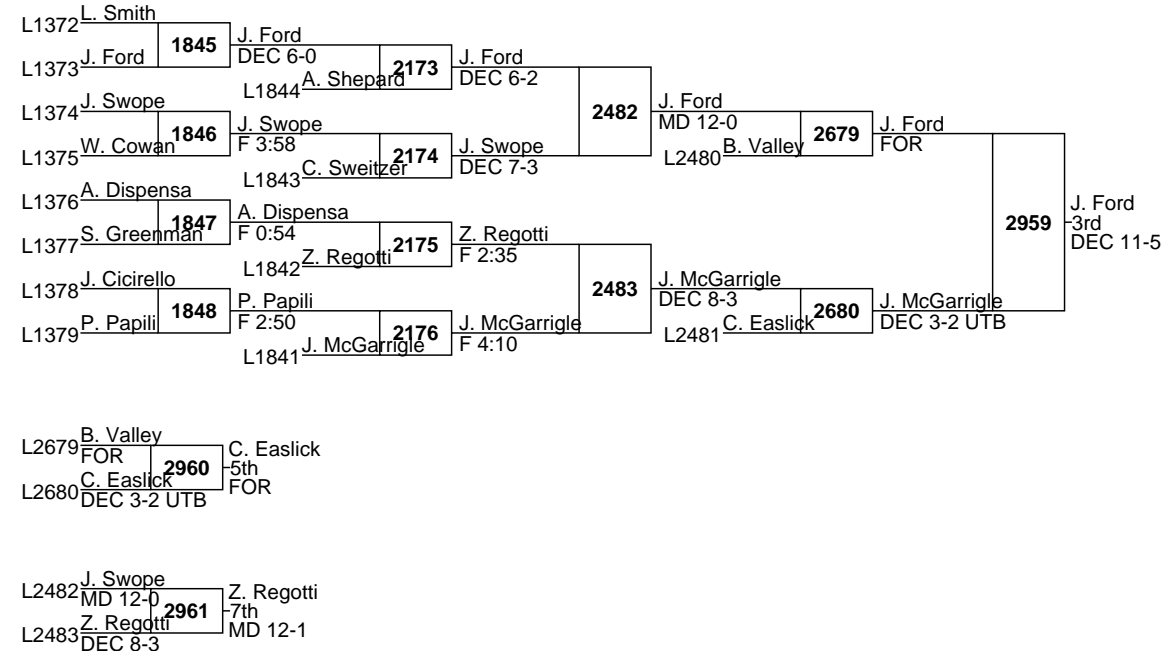 L1372 L. Smith
1845
L1373 J. Ford
J. Ford
DEC 6-0
2173
L1844 A. Shepard
J. Ford
DEC 6-2
L1374 J. Swope
1846
L1375 W. Cowan
J. Swope
F 3:58
2174
L1843 C. Sweitzer
J. Swope
DEC 7-3
2482
J. Ford
MD 12-0
2679
L2480 B. Valley
J. Ford
FOR
L1376 A. Dispensa
1847
L1377 S. Greenman
A. Dispensa
F 0:54
2175
L1842 Z. Regotti
Z. Regotti
F 2:35
L1378 J. Cicirello
1848
L1379 P. Papili
P. Papili
F 2:50
2176
L1841 J. McGarrigle
J. McGarrigle
F 4:10
2483
J. McGarrigle
DEC 8-3
2680
L2481 C. Easlick
J. McGarrigle
DEC 3-2 UTB
2959
J. Ford
3rd
DEC 11-5
L2679 B. Valley
FOR
2960
L2680 C. Easlick
DEC 3-2 UTB
C. Easlick
5th
FOR
L2482 J. Swope
MD 12-0
2961
L2483 Z. Regotti
DEC 8-3
Z. Regotti
7th
MD 12-1